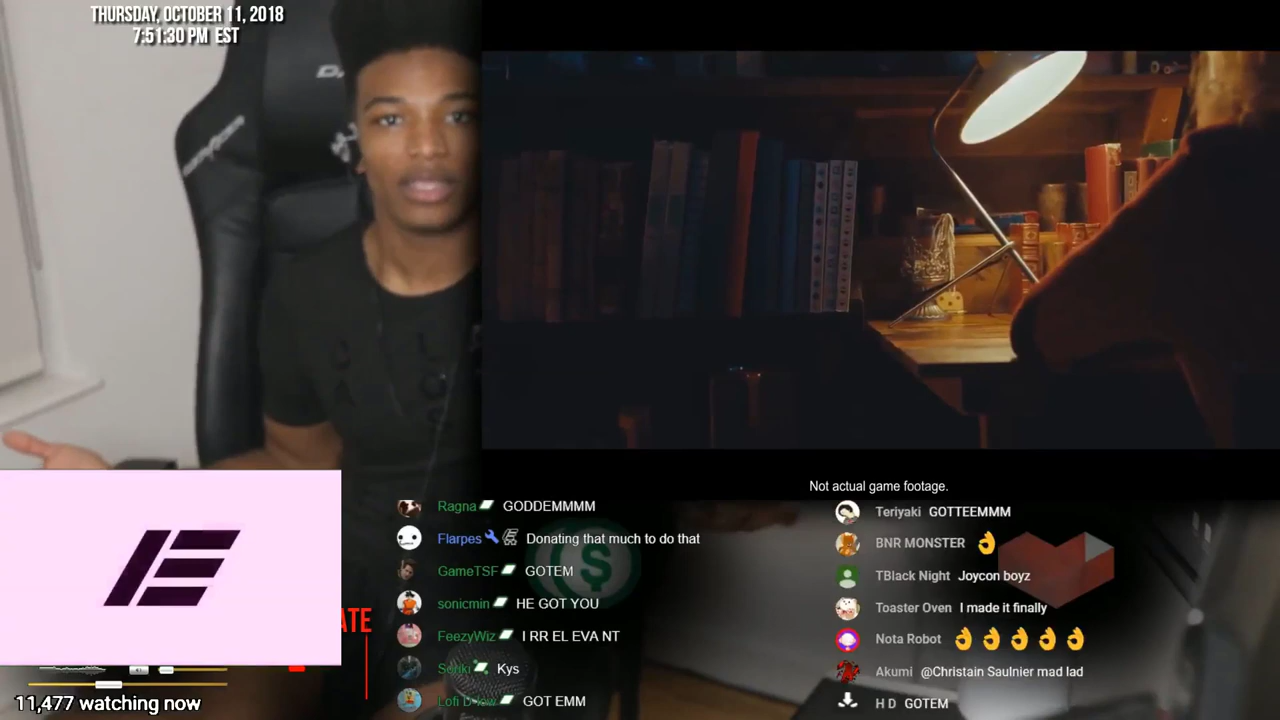 THURSDAY, OCTOBER 11, 2018
7:51:30 PM EST
Not actual game footage.
Ragna GODDEMMMM
Flarpes Donating that much to do that
GameTSF GOTEM
sonicmin HE GOT YOU
FeezyWiz I RR EL EVA NT
Kys
GOT EMM
Teriyaki GOTTEEMMM
BNR MONSTER 👌
TBlack Night Joycon boyz
Toaster Oven I made it finally
Nota Robot 👌👌👌👌👌
Akumi @Christain Saulnier mad lad
H D GOTEM
ATE
11,477 watching now